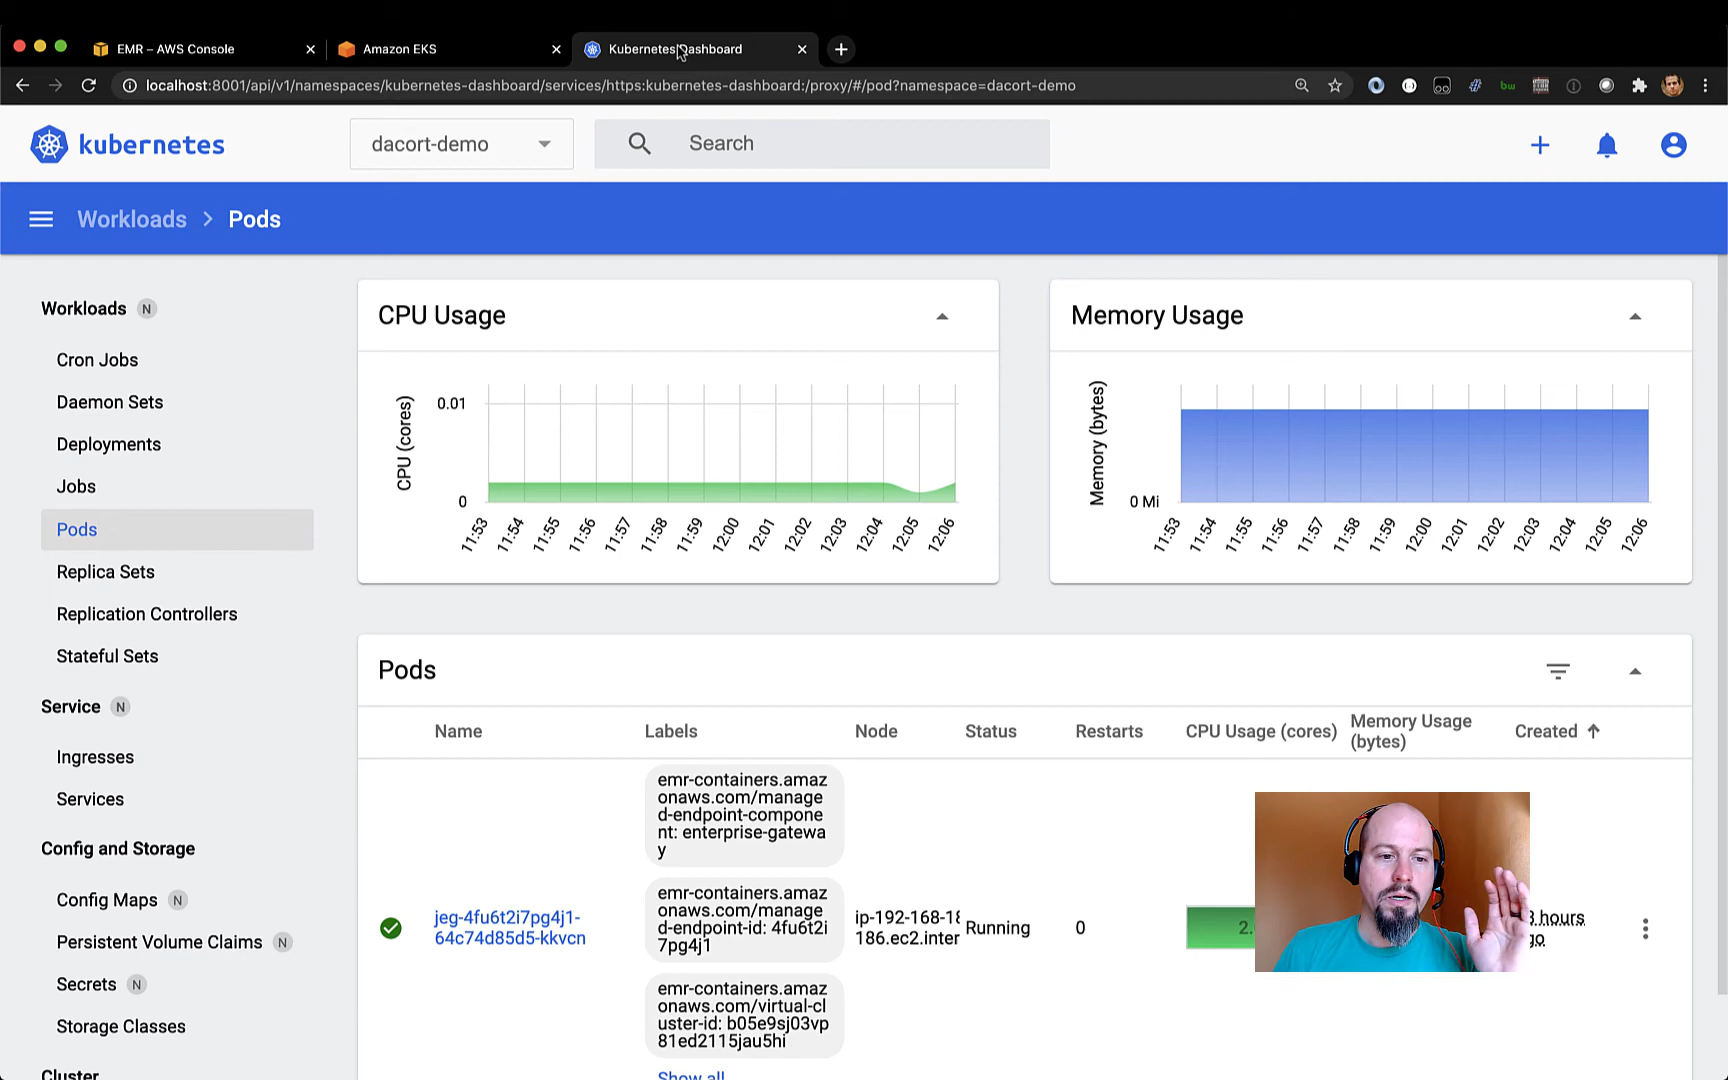 EMR – AWS Console
Amazon EKS
Kubernetes Dashboard
localhost:8001/api/v1/namespaces/kubernetes-dashboard/services/https:kubernetes-dashboard:/proxy/#/pod?namespace=dacort-demo
bw
kubernetes
dacort-demo
Search
Workloads > Pods
Workloads N
Cron Jobs
Daemon Sets
Deployments
Jobs
Pods
Replica Sets
Replication Controllers
Stateful Sets
Service N
Ingresses
Services
Config and Storage
Config Maps N
Persistent Volume Claims N
Secrets N
Storage Classes
Cluster
CPU Usage
CPU (cores)
0.01
0
11:53 11:54 11:55 11:56 11:57 11:58 11:59 12:00 12:01 12:02 12:03 12:04 12:05 12:06
Memory Usage
Memory (bytes)
0 Mi
11:53 11:54 11:55 11:56 11:57 11:58 11:59 12:00 12:01 12:02 12:03 12:04 12:05 12:06
Pods
Name Labels Node Status Restarts CPU Usage (cores) Memory Usage (bytes) Created
jeg-4fu6t2i7pg4j1-
64c74d85d5-kkvcn
emr-containers.amaz
onaws.com/manage
d-endpoint-compone
nt: enterprise-gatewa
y
emr-containers.amaz
onaws.com/manage
d-endpoint-id: 4fu6t2i
7pg4j1
emr-containers.amaz
onaws.com/virtual-cl
uster-id: b05e9sj03vp
81ed2115jau5hi
Show all
ip-192-168-18
186.ec2.inter
Running
0
2.
hours